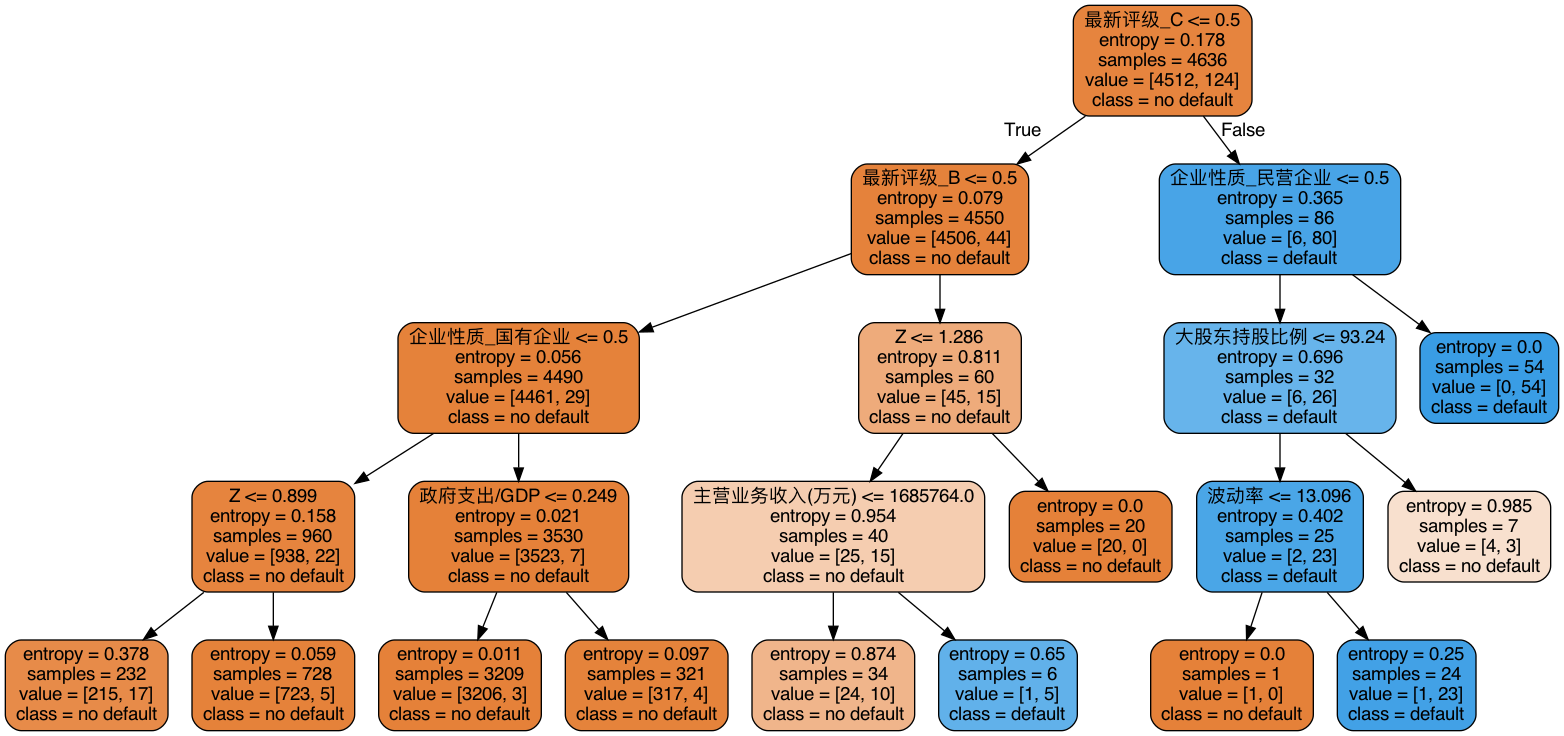 最新评级_C <= 0.5
entropy = 0.178
samples = 4636
value = [4512, 124]
class = no default
True
False
最新评级_B <= 0.5
entropy = 0.079
samples = 4550
value = [4506, 44]
class = no default
企业性质_民营企业 <= 0.5
entropy = 0.365
samples = 86
value = [6, 80]
class = default
企业性质_国有企业 <= 0.5
entropy = 0.056
samples = 4490
value = [4461, 29]
class = no default
Z <= 1.286
entropy = 0.811
samples = 60
value = [45, 15]
class = no default
大股东持股比例 <= 93.24
entropy = 0.696
samples = 32
value = [6, 26]
class = default
entropy = 0.0
samples = 54
value = [0, 54]
class = default
Z <= 0.899
entropy = 0.158
samples = 960
value = [938, 22]
class = no default
政府支出/GDP <= 0.249
entropy = 0.021
samples = 3530
value = [3523, 7]
class = no default
主营业务收入(万元) <= 1685764.0
entropy = 0.954
samples = 40
value = [25, 15]
class = no default
entropy = 0.0
samples = 20
value = [20, 0]
class = no default
波动率 <= 13.096
entropy = 0.402
samples = 25
value = [2, 23]
class = default
entropy = 0.985
samples = 7
value = [4, 3]
class = no default
entropy = 0.378
samples = 232
value = [215, 17]
class = no default
entropy = 0.059
samples = 728
value = [723, 5]
class = no default
entropy = 0.011
samples = 3209
value = [3206, 3]
class = no default
entropy = 0.097
samples = 321
value = [317, 4]
class = no default
entropy = 0.874
samples = 34
value = [24, 10]
class = no default
entropy = 0.65
samples = 6
value = [1, 5]
class = default
entropy = 0.0
samples = 1
value = [1, 0]
class = no default
entropy = 0.25
samples = 24
value = [1, 23]
class = default